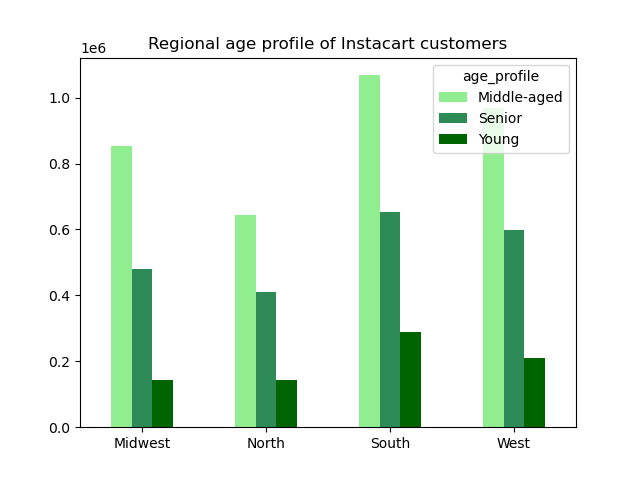 Regional age profile of Instacart customers
1e6
1.0
0.8
0.6
0.4
0.2
0.0
age_profile
Middle-aged
Senior
Young
Midwest
North
South
West